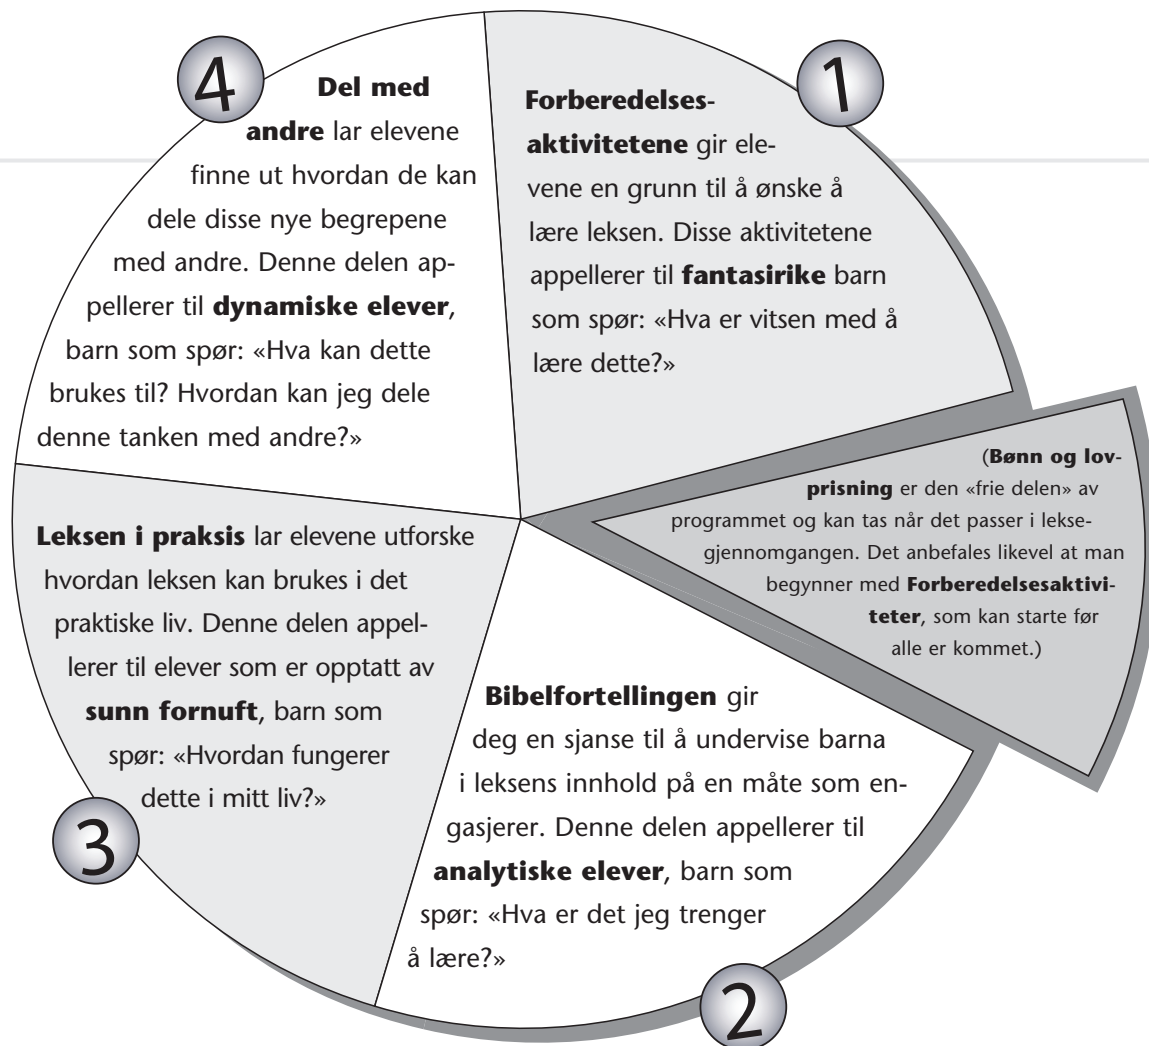 1
Forberedelses-
aktivitetene gir ele-
vene en grunn til å ønske å
lære leksen. Disse aktivitetene
appellerer til fantasirike barn
som spør: «Hva er vitsen med å
lære dette?»
(Bønn og lov-
prisning er den «frie delen» av
programmet og kan tas når det passer i lekse-
gjennomgangen. Det anbefales likevel at man
begynner med Forberedelsesaktivi-
teter, som kan starte før
alle er kommet.)
2
Bibelfortellingen gir
deg en sjanse til å undervise barna
i leksens innhold på en måte som en-
gasjerer. Denne delen appellerer til
analytiske elever, barn som
spør: «Hva er det jeg trenger
å lære?»
3
Leksen i praksis lar elevene utforske
hvordan leksen kan brukes i det
praktiske liv. Denne delen appel-
lerer til elever som er opptatt av
sunn fornuft, barn som
spør: «Hvordan fungerer
dette i mitt liv?»
4
Del med
andre lar elevene
finne ut hvordan de kan
dele disse nye begrepene
med andre. Denne delen ap-
pellerer til dynamiske elever,
barn som spør: «Hva kan dette
brukes til? Hvordan kan jeg dele
denne tanken med andre?»